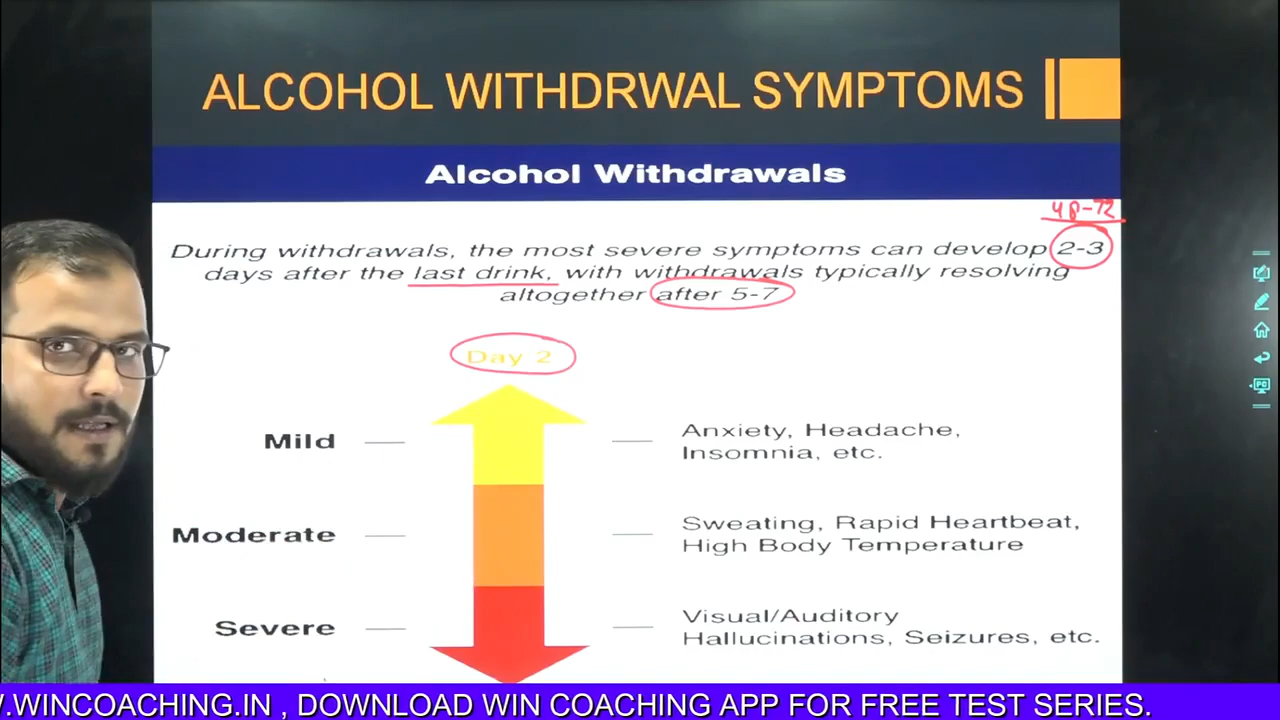 ALCOHOL WITHDRWAL SYMPTOMS
Alcohol Withdrawals
48-72
During withdrawals, the most severe symptoms can develop 2-3
days after the last drink, with withdrawals typically resolving
altogether after 5-7
Day 2
Mild
Anxiety, Headache,
Insomnia, etc.
Moderate
Sweating, Rapid Heartbeat,
High Body Temperature
Severe
Visual/Auditory
Hallucinations, Seizures, etc.
.WINCOACHING.IN , DOWNLOAD WIN COACHING APP FOR FREE TEST SERIES.
PC